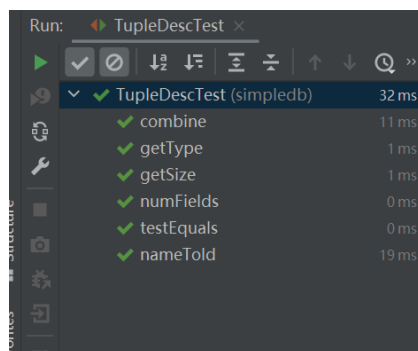 Run: TupleDescTest ×
TupleDescTest (simpledb) 32 ms
combine 11 ms
getType 1 ms
getSize 1 ms
numFields 0 ms
testEquals 0 ms
nameToId 19 ms
Structure